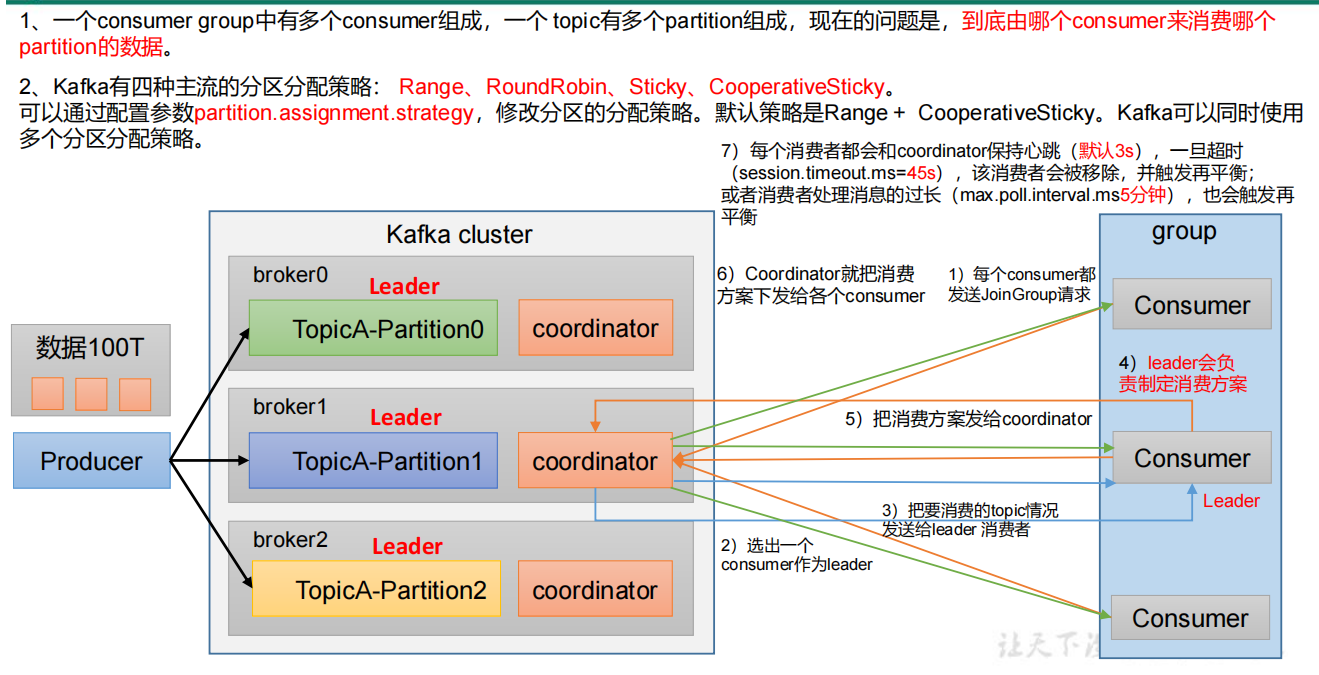 1、一个consumer group中有多个consumer组成，一个 topic有多个partition组成，现在的问题是，到底由哪个consumer来消费哪个
partition的数据。
2、Kafka有四种主流的分区分配策略： Range、RoundRobin、Sticky、CooperativeSticky。
可以通过配置参数partition.assignment.strategy，修改分区的分配策略。默认策略是Range + CooperativeSticky。Kafka可以同时使用
多个分区分配策略。
7）每个消费者都会和coordinator保持心跳（默认3s），一旦超时
（session.timeout.ms=45s），该消费者会被移除，并触发再平衡；
或者消费者处理消息的过长（max.poll.interval.ms5分钟），也会触发再
平衡
Kafka cluster
group
broker0
Leader
TopicA-Partition0
coordinator
6）Coordinator就把消费
方案下发给各个consumer
1）每个consumer都
发送JoinGroup请求
Consumer
数据100T
4）leader会负
责制定消费方案
broker1
Leader
5）把消费方案发给coordinator
Producer
TopicA-Partition1
coordinator
Consumer
Leader
3）把要消费的topic情况
发送给leader 消费者
broker2
Leader
2）选出一个
consumer作为leader
TopicA-Partition2
coordinator
Consumer
让天下没